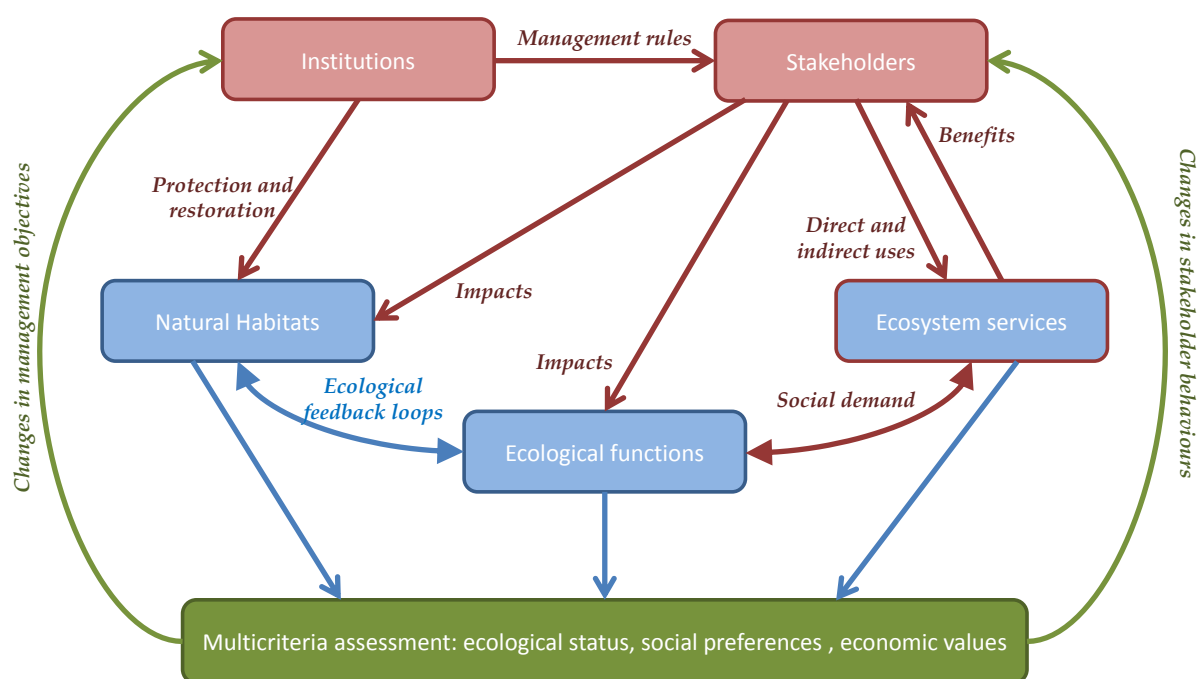 Management rules
Institutions
Stakeholders
Benefits
Protection and
restoration
Direct and
indirect uses
Changes in management objectives
Changes in stakeholder behaviours
Impacts
Natural Habitats
Ecosystem services
Impacts
Ecological
feedback loops
Social demand
Ecological functions
Multicriteria assessment: ecological status, social preferences , economic values